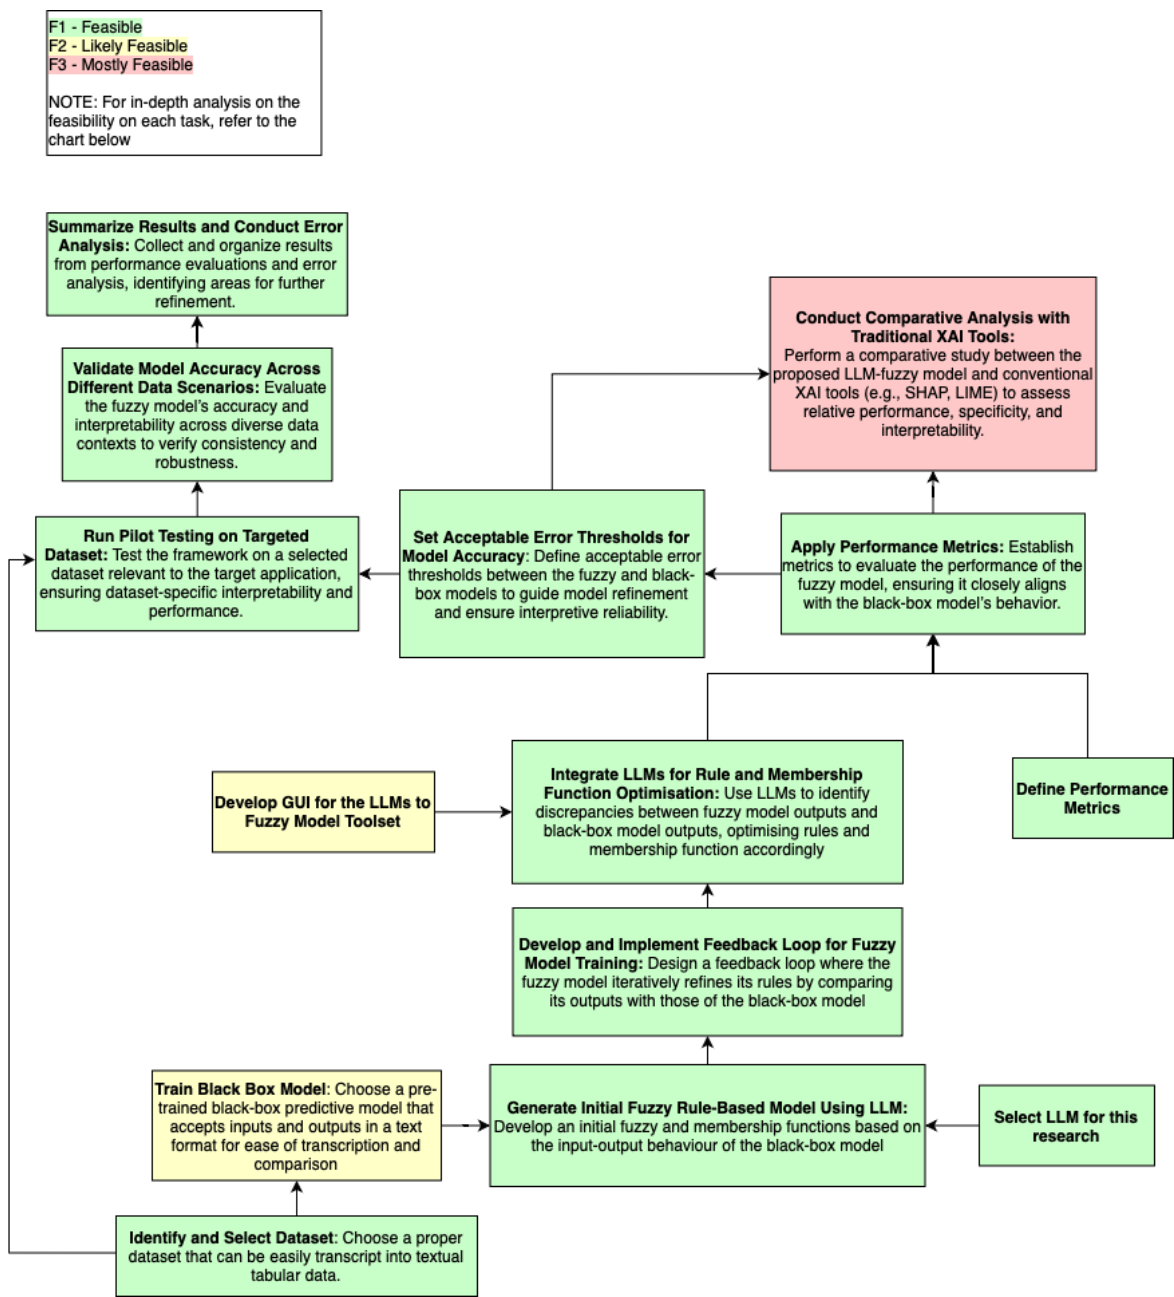 F1 - Feasible
F2 - Likely Feasible
F3 - Mostly Feasible
NOTE: For in-depth analysis on the
feasibility on each task, refer to the
chart below
Summarize Results and Conduct Error
Analysis: Collect and organize results
from performance evaluations and error
analysis, identifying areas for further
refinement.
Conduct Comparative Analysis with
Traditional XAI Tools:
Perform a comparative study between the
proposed LLM-fuzzy model and conventional
XAI tools (e.g., SHAP, LIME) to assess
relative performance, specificity, and
interpretability.
Validate Model Accuracy Across
Different Data Scenarios: Evaluate
the fuzzy model's accuracy and
interpretability across diverse data
contexts to verify consistency and
robustness.
Run Pilot Testing on Targeted
Dataset: Test the framework on a selected
dataset relevant to the target application,
ensuring dataset-specific interpretability and
performance.
Set Acceptable Error Thresholds for
Model Accuracy: Define acceptable error
thresholds between the fuzzy and black-
box models to guide model refinement
and ensure interpretive reliability.
Apply Performance Metrics: Establish
metrics to evaluate the performance of the
fuzzy model, ensuring it closely aligns
with the black-box model's behavior.
Develop GUI for the LLMs to
Fuzzy Model Toolset
Integrate LLMs for Rule and Membership
Function Optimisation: Use LLMs to identify
discrepancies between fuzzy model outputs and
black-box model outputs, optimising rules and
membership function accordingly
Define Performance
Metrics
Develop and Implement Feedback Loop for Fuzzy
Model Training: Design a feedback loop where the
fuzzy model iteratively refines its rules by comparing
its outputs with those of the black-box model
Train Black Box Model: Choose a pre-
trained black-box predictive model that
accepts inputs and outputs in a text
format for ease of transcription and
comparison
Generate Initial Fuzzy Rule-Based Model Using LLM:
Develop an initial fuzzy and membership functions based on
the input-output behaviour of the black-box model
Select LLM for this
research
Identify and Select Dataset: Choose a proper
dataset that can be easily transcript into textual
tabular data.